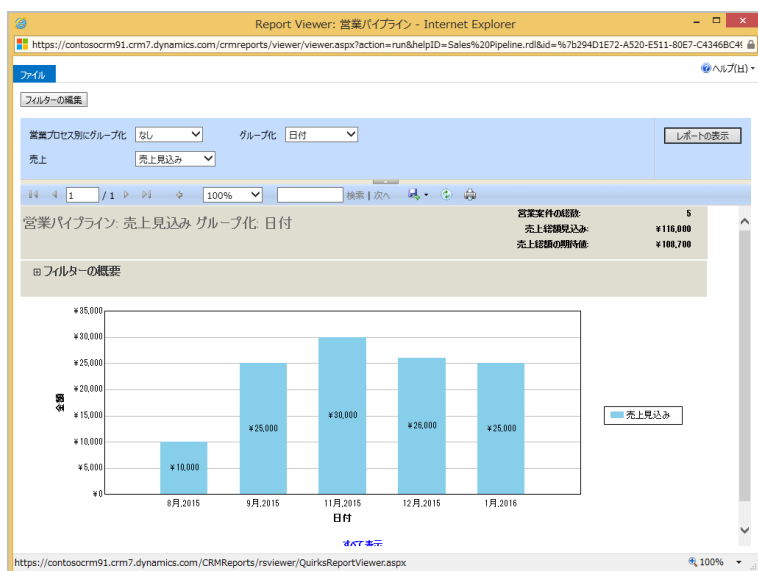 Report Viewer: 営業パイプライン - Internet Explorer
https://contosocrm91.crm7.dynamics.com/crmreports/viewer/viewer.aspx?action=run&helpID=Sales%20Pipeline.rdl&id=%7b294D1E72-A520-E511-80E7-C4346BC4
ファイル
ヘルプ(H)
フィルターの編集
営業プロセス別にグループ化 なし グループ化 日付 レポートの表示
売上 売上見込み
1 / 1 100% 検索 | 次へ
営業パイプライン: 売上見込み グループ化: 日付
営業案件の総数: 5
売上総額見込み: ¥116,000
売上総額の期待値: ¥108,700
フィルターの概要
¥35,000
¥30,000
¥25,000
¥20,000
¥15,000
¥10,000
¥5,000
¥0
金額
¥10,000
¥25,000
¥30,000
¥26,000
¥25,000
売上見込み
8月,2015 9月,2015 11月,2015 12月,2015 1月,2016
日付
すべて表示
https://contosocrm91.crm7.dynamics.com/CRMReports/rsviewer/QuirksReportViewer.aspx
100%